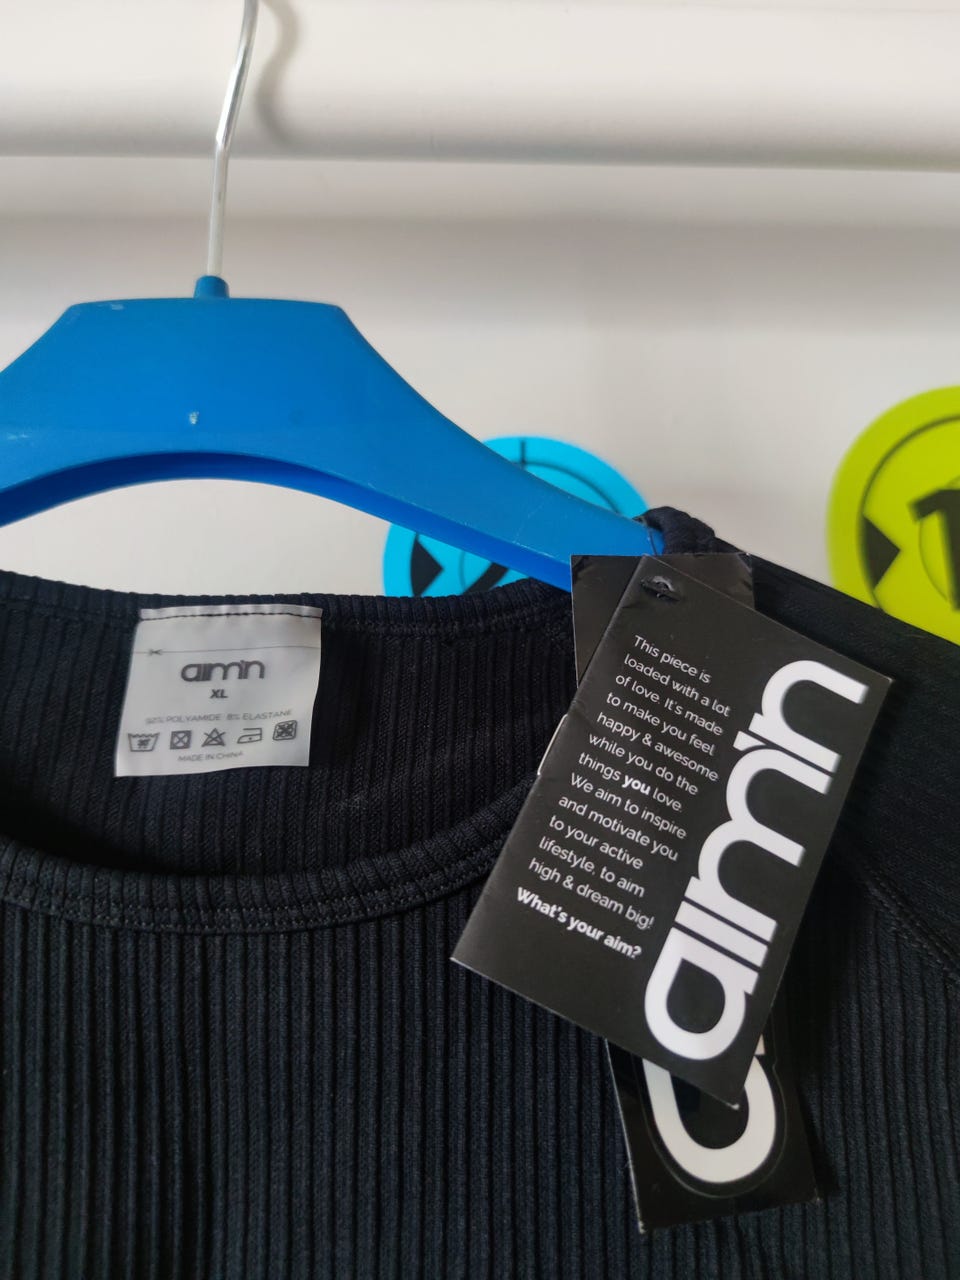 aim'n
XL
92% POLYAMIDE 8% ELASTANE
MADE IN CHINA
This piece is
loaded with a lot
of love. It's made
to make you feel
happy & awesome
while you do the
things you love.
We aim to inspire
and motivate you
to your active
lifestyle, to aim
high & dream big!
What's your aim?
aim'n